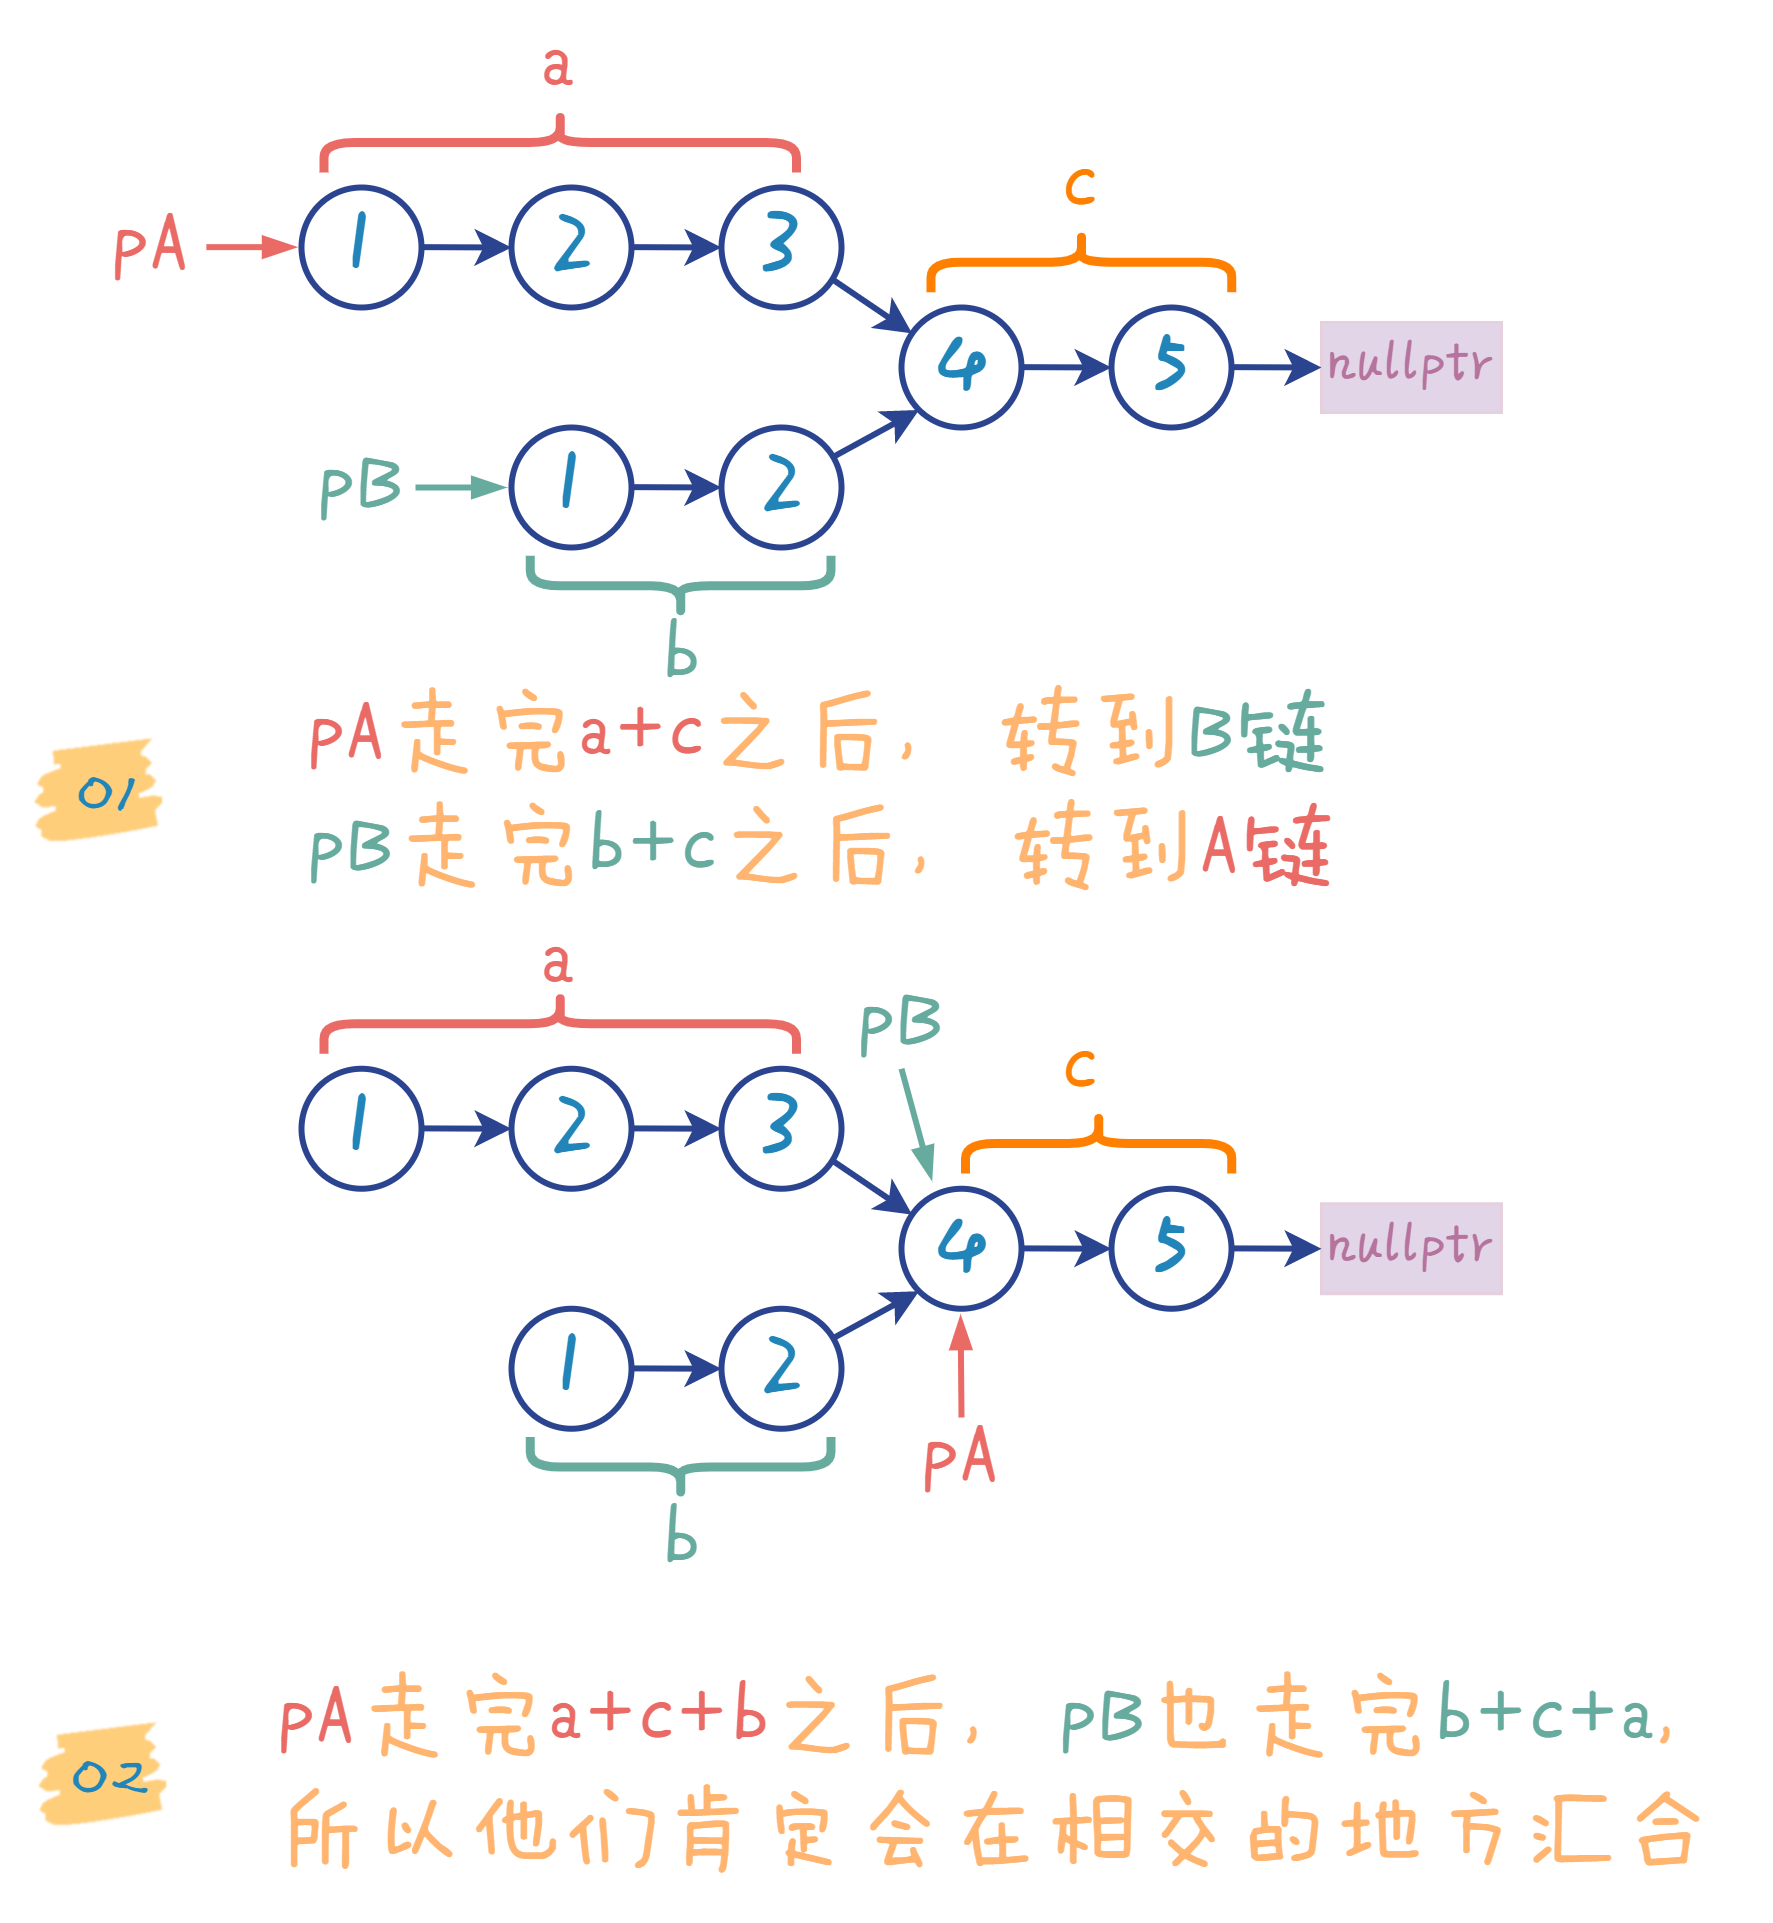 a
c
pA
1
2
3
4
5
nullptr
pB
1
2
b
01
pA走完a+c之后， 转到B链
pB走完b+c之后， 转到A链
a
pB
c
1
2
3
4
5
nullptr
1
2
pA
b
02
pA走完a+c+b之后， pB也走完b+c+a,
所以他们肯定会在相交的地方汇合